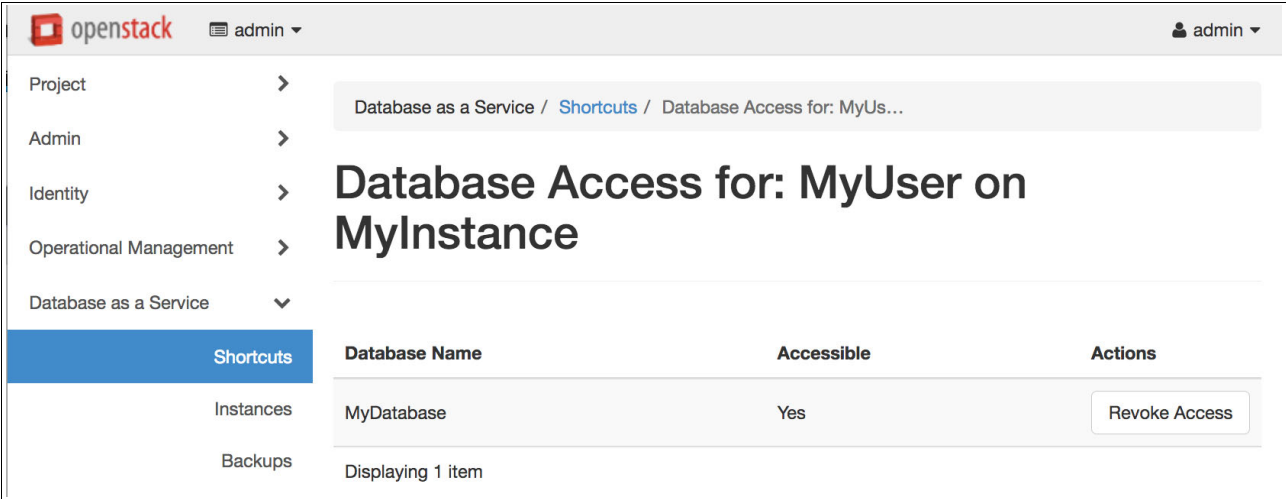 openstack admin admin
Project
Admin
Identity
Operational Management
Database as a Service
Shortcuts
Instances
Backups
Database as a Service / Shortcuts / Database Access for: MyUs...
Database Access for: MyUser on
MyInstance
Database Name Accessible Actions
MyDatabase Yes Revoke Access
Displaying 1 item